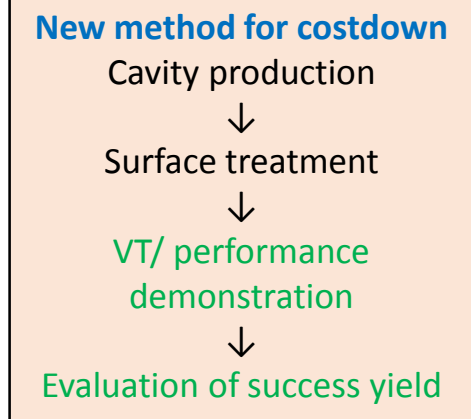 New method for costdown
Cavity production
↓
Surface treatment
↓
VT/ performance
demonstration
↓
Evaluation of success yield